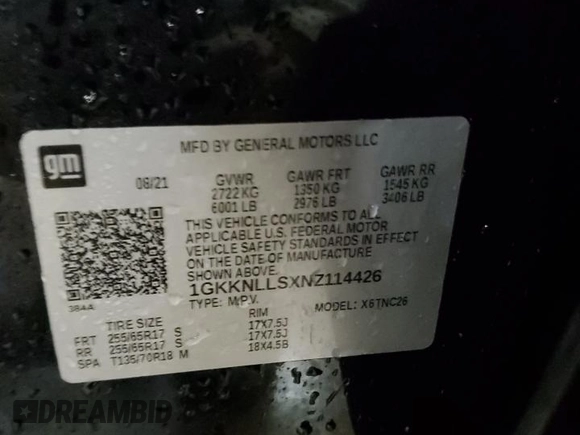 gm
MFD BY GENERAL MOTORS LLC
08/21 GVWR GAWR FRT GAWR RR
2722 KG 1350 KG 1545 KG
6001 LB 2976 LB 3406 LB
THIS VEHICLE CONFORMS TO ALL
APPLICABLE U.S. FEDERAL MOTOR
VEHICLE SAFETY STANDARDS IN EFFECT
ON THE DATE OF MANUFACTURE
SHOWN ABOVE.
1GKKNLLSXNZ114426
38AA
TYPE: M.P.V. MODEL: X6TNC26
TIRE SIZE RIM
FRT 255/65R17 S 17X7.5J
RR 255/65R17 S 17X7.5J
SPA T135/70R18 M 18X4.5B
DREAMBID